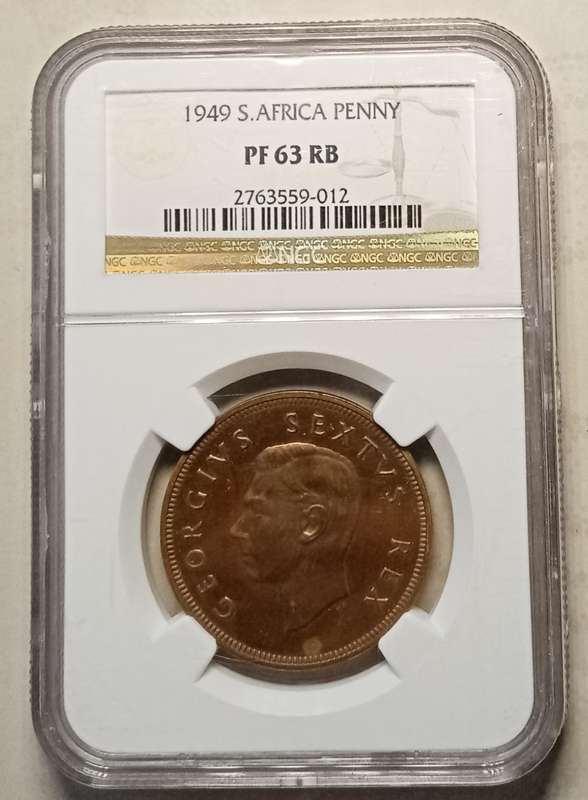 1949 S.AFRICA PENNY
PF 63 RB
2763559-012
NGC NGC NGC NGC NGC NGC NGC NGC
NGC
GEORGIVS SEXTVS REX